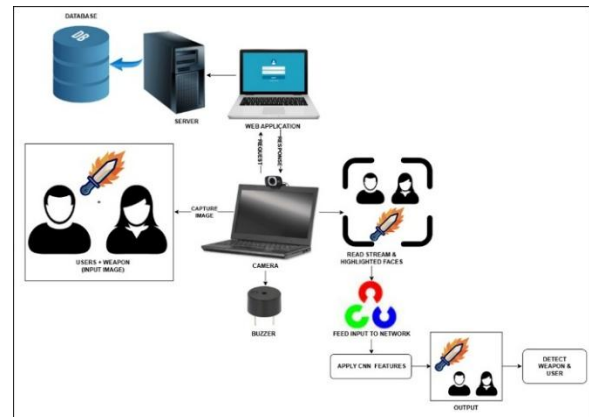 DATABASE
DB
SERVER
WEB APPLICATION
REQUEST
RESPONSE
CAPTURE
IMAGE
USERS + WEAPON
(INPUT IMAGE)
CAMERA
READ STREAM &
HIGHLIGHTED FACES
BUZZER
FEED INPUT TO NETWORK
APPLY CNN FEATURES
DETECT
WEAPON &
USER
OUTPUT